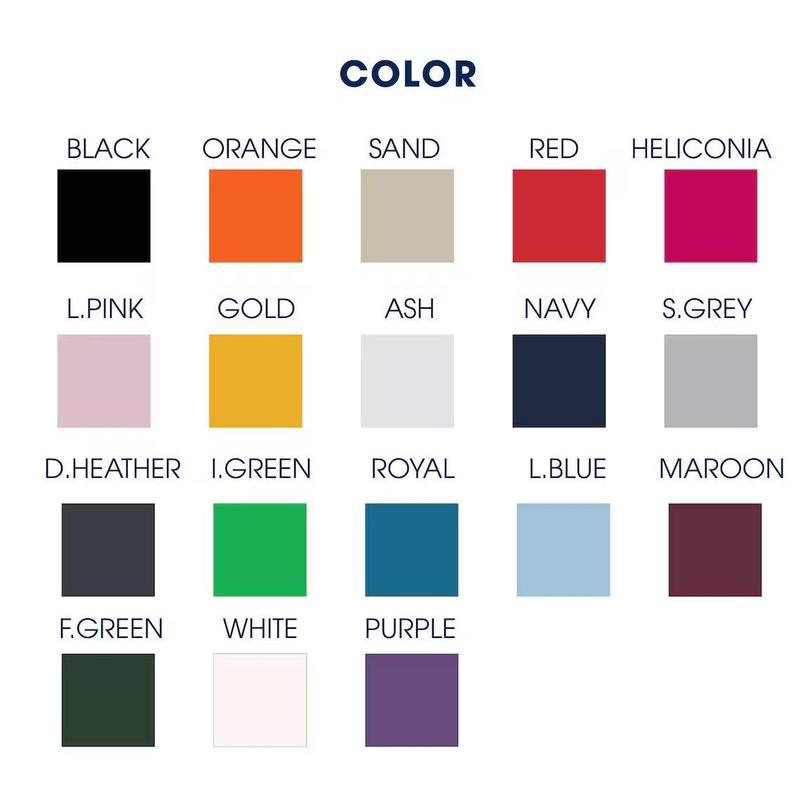 COLOR
BLACK ORANGE SAND RED HELICONIA
L.PINK GOLD ASH NAVY S.GREY
D.HEATHER I.GREEN ROYAL L.BLUE MAROON
F.GREEN WHITE PURPLE